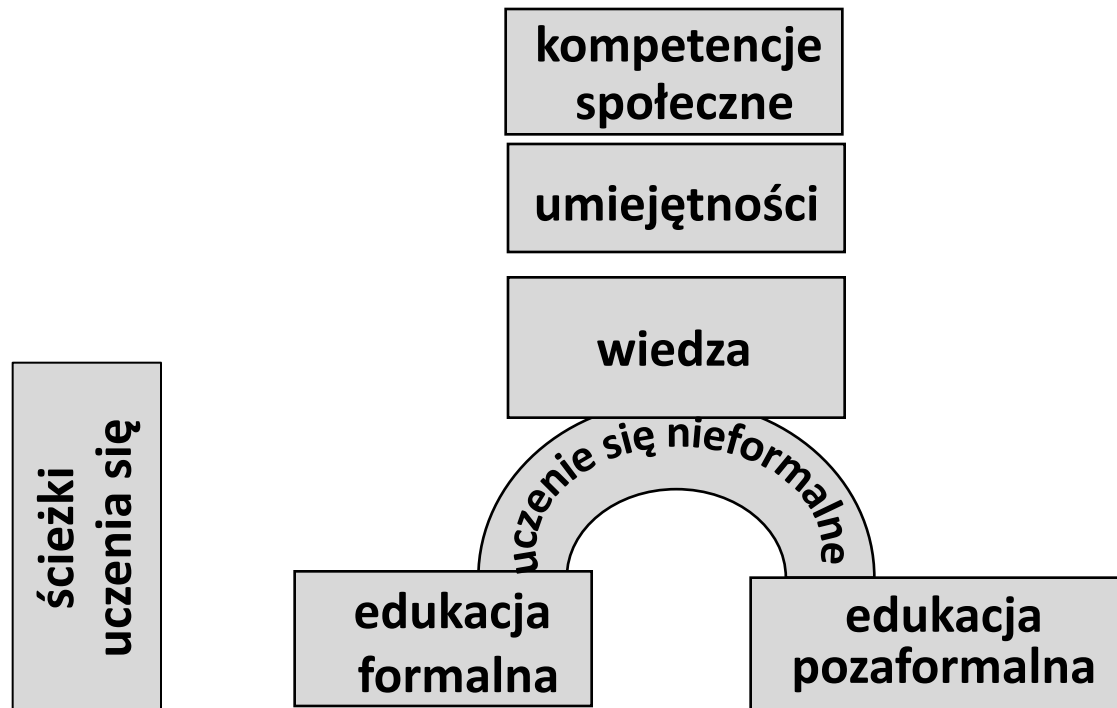 kompetencje
społeczne
umiejętności
wiedza
uczenie się nieformalne
ścieżki
uczenia się
edukacja
formalna
edukacja
pozaformalna